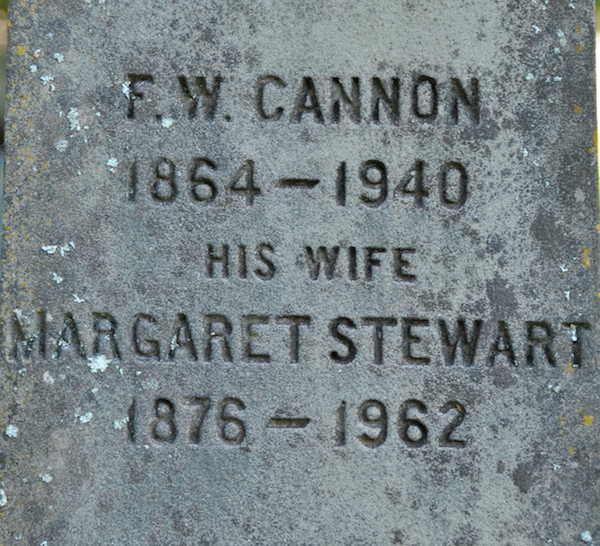 F.W. CANNON
1864 – 1940
HIS WIFE
MARGARET STEWART
1876 – 1962